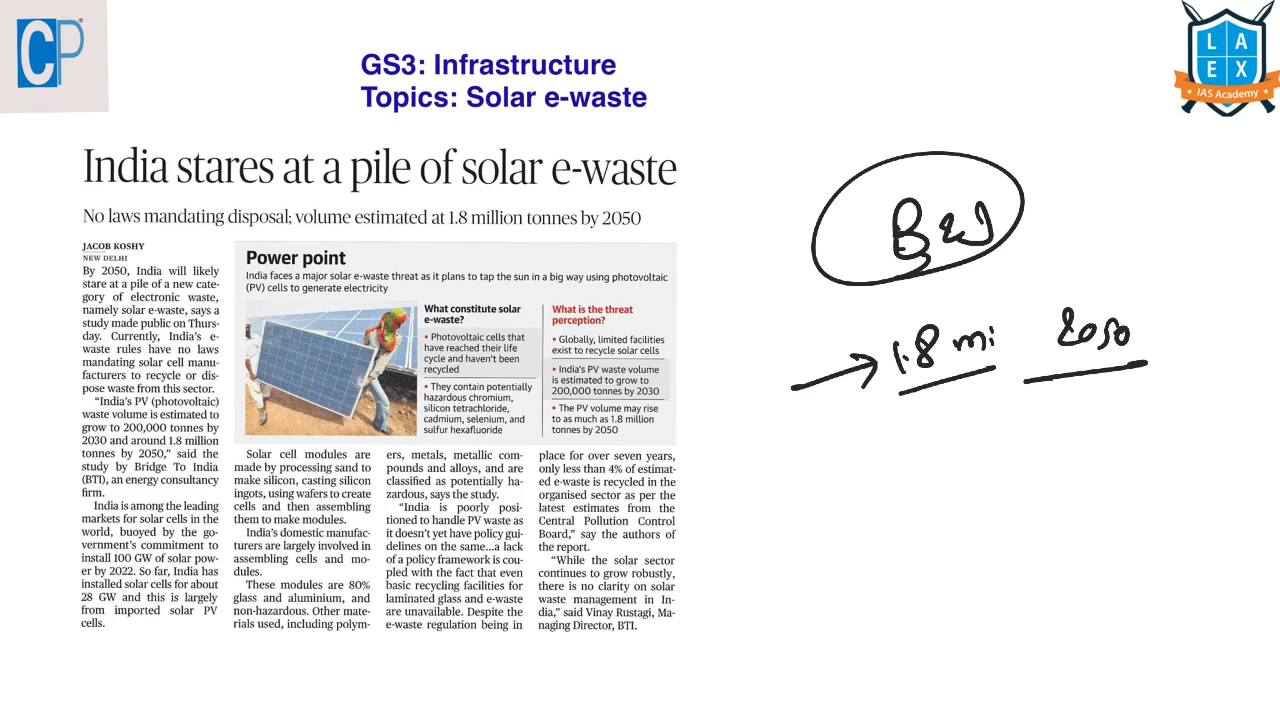 CP®
GS3: Infrastructure
Topics: Solar e-waste
L A
E X
IAS Academy
India stares at a pile of solar e-waste
No laws mandating disposal; volume estimated at 1.8 million tonnes by 2050
JACOB KOSHY
NEW DELHI
By 2050, India will likely
stare at a pile of a new cate-
gory of electronic waste,
namely solar e-waste, says a
study made public on Thurs-
day. Currently, India's e-
waste rules have no laws
mandating solar cell manu-
facturers to recycle or dis-
pose waste from this sector.
"India's PV (photovoltaic)
waste volume is estimated to
grow to 200,000 tonnes by
2030 and around 1.8 million
tonnes by 2050," said the
study by Bridge To India
(BTI), an energy consultancy
firm.
India is among the leading
markets for solar cells in the
world, buoyed by the go-
vernment's commitment to
install 100 GW of solar pow-
er by 2022. So far, India has
installed solar cells for about
28 GW and this is largely
from imported solar PV
cells.
Power point
India faces a major solar e-waste threat as it plans to tap the sun in a big way using photovoltaic
(PV) cells to generate electricity
What constitute solar
e-waste?
▪ Photovoltaic cells that
have reached their life
cycle and haven't been
recycled
▪ They contain potentially
hazardous chromium,
silicon tetrachloride,
cadmium, selenium, and
sulfur hexafluoride
What is the threat
perception?
▪ Globally, limited facilities
exist to recycle solar cells
▪ India's PV waste volume
is estimated to grow to
200,000 tonnes by 2030
▪ The PV volume may rise
to as much as 1.8 million
tonnes by 2050
Solar cell modules are
made by processing sand to
make silicon, casting silicon
ingots, using wafers to create
cells and then assembling
them to make modules.
India's domestic manufac-
turers are largely involved in
assembling cells and mo-
dules.
These modules are 80%
glass and aluminium, and
non-hazardous. Other mate-
rials used, including polym-
ers, metals, metallic com-
pounds and alloys, and are
classified as potentially ha-
zardous, says the study.
"India is poorly posi-
tioned to handle PV waste as
it doesn't yet have policy gui-
delines on the same...a lack
of a policy framework is cou-
pled with the fact that even
basic recycling facilities for
laminated glass and e-waste
are unavailable. Despite the
e-waste regulation being in
place for over seven years,
only less than 4% of estimat-
ed e-waste is recycled in the
organised sector as per the
latest estimates from the
Central Pollution Control
Board," say the authors of
the report.
"While the solar sector
continues to grow robustly,
there is no clarity on solar
waste management in In-
dia," said Vinay Rustagi, Ma-
naging Director, BTI.
1.8 mi 2050